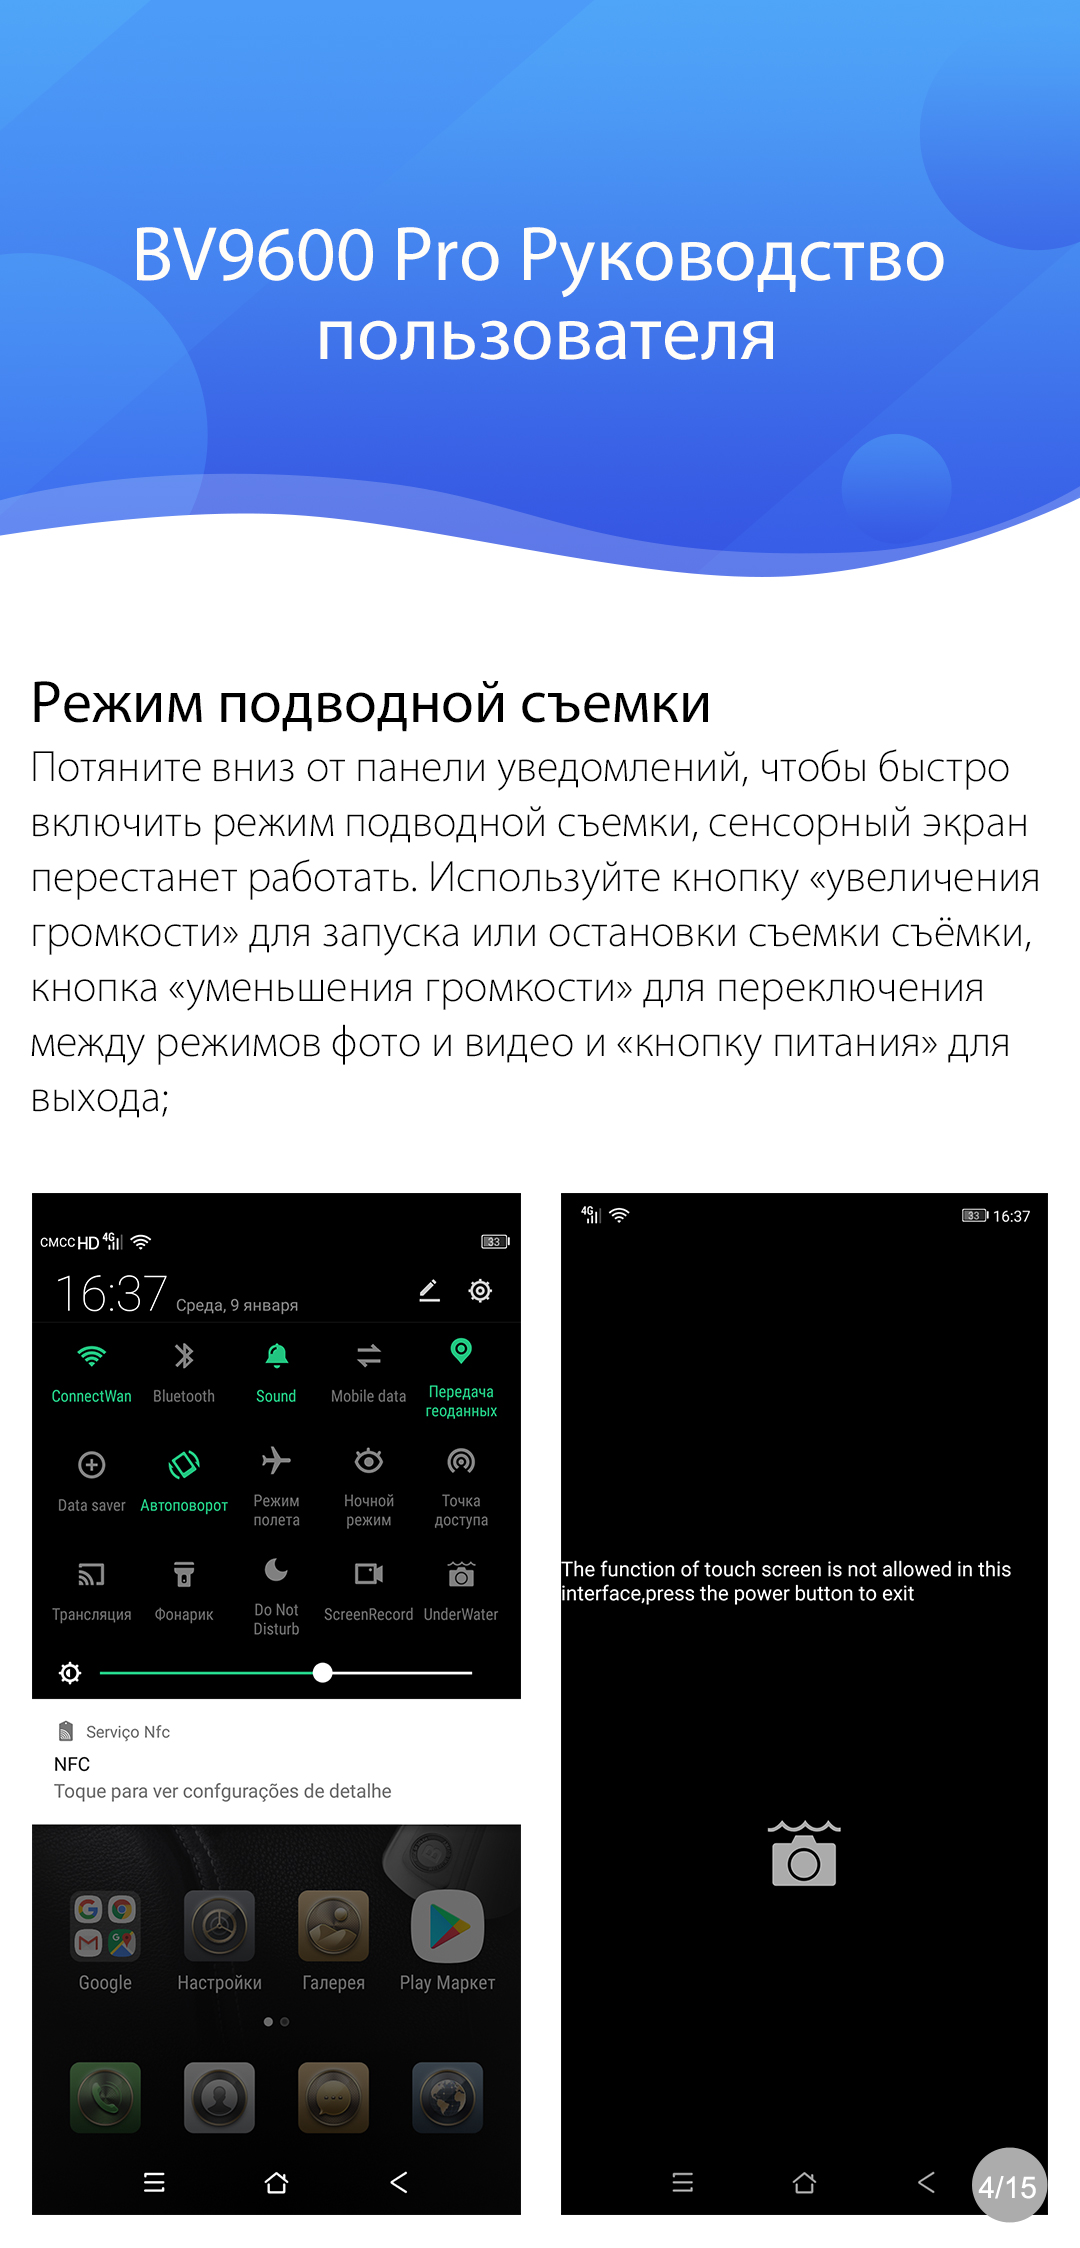 BV9600 Pro Руководство
пользователя
Режим подводной съемки
Потяните вниз от панели уведомлений, чтобы быстро
включить режим подводной съемки, сенсорный экран
перестанет работать. Используйте кнопку «увеличения
громкости» для запуска или остановки съемки съёмки,
кнопка «уменьшения громкости» для переключения
между режимов фото и видео и «кнопку питания» для
выхода;
CMCC HD 4G 33
16:37 Среда, 9 января
ConnectWan Bluetooth Sound Mobile data Передача
геоданных
Data saver Автоповорот Режим
полета Ночной
режим Точка
доступа
Трансляция Фонарик Do Not
Disturb ScreenRecord UnderWater
Serviço Nfc
NFC
Toque para ver confgurações de detalhe
Google Настройки Галерея Play Маркет
4G 33 16:37
The function of touch screen is not allowed in this
interface,press the power button to exit
4/15